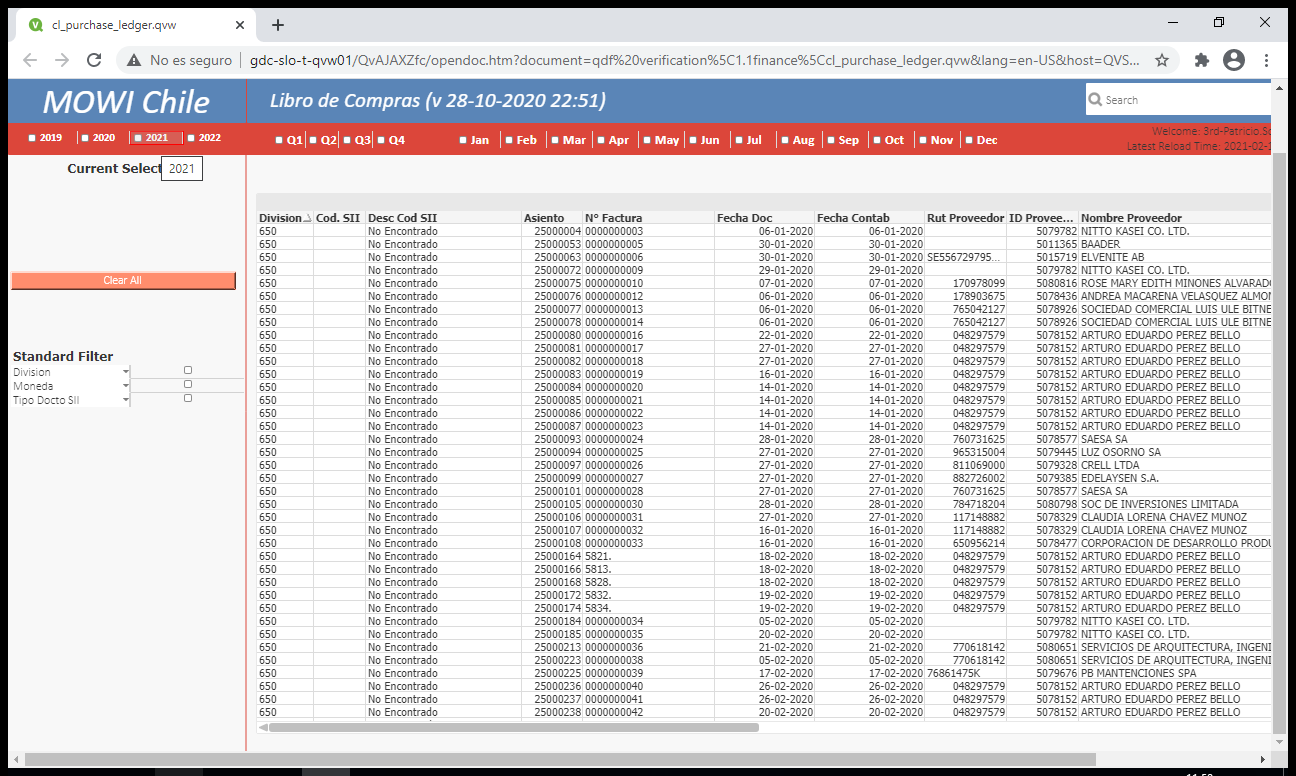 cl_purchase_ledger.qvw
No es seguro | gdc-slo-t-qvw01/QvAJAXZfc/opendoc.htm?document=qdf%20verification%5C1.1finance%5Ccl_purchase_ledger.qvw&lang=en-US&host=QVS...
MOWI Chile Libro de Compras (v 28-10-2020 22:51) Search
2019 2020 2021 2022 Q1 Q2 Q3 Q4 Jan Feb Mar Apr May Jun Jul Aug Sep Oct Nov Dec
Welcome: 3rd-Patricio.So
Latest Reload Time: 2021-02-1
Current Select 2021
Clear All
Standard Filter
Division
Moneda
Tipo Docto SII
Division Cod. SII Desc Cod SII Asiento N° Factura Fecha Doc Fecha Contab Rut Proveedor ID Provee... Nombre Proveedor
650 No Encontrado 25000004 0000000003 06-01-2020 06-01-2020 5079782 NITTO KASEI CO. LTD.
650 No Encontrado 25000053 0000000005 30-01-2020 30-01-2020 5011365 BAADER
650 No Encontrado 25000063 0000000006 30-01-2020 30-01-2020 SE556729795... 5015719 ELVENITE AB
650 No Encontrado 25000072 0000000009 29-01-2020 29-01-2020 5079782 NITTO KASEI CO. LTD.
650 No Encontrado 25000075 0000000010 07-01-2020 07-01-2020 170978099 5080816 ROSE MARY EDITH MINONES ALVARADO
650 No Encontrado 25000076 0000000012 06-01-2020 06-01-2020 178903675 5078436 ANDREA MACARENA VELASQUEZ ALMON
650 No Encontrado 25000077 0000000013 06-01-2020 06-01-2020 765042127 5078926 SOCIEDAD COMERCIAL LUIS ULE BITNE
650 No Encontrado 25000078 0000000014 06-01-2020 06-01-2020 765042127 5078926 SOCIEDAD COMERCIAL LUIS ULE BITNE
650 No Encontrado 25000080 0000000016 22-01-2020 22-01-2020 048297579 5078152 ARTURO EDUARDO PEREZ BELLO
650 No Encontrado 25000081 0000000017 27-01-2020 27-01-2020 048297579 5078152 ARTURO EDUARDO PEREZ BELLO
650 No Encontrado 25000082 0000000018 27-01-2020 27-01-2020 048297579 5078152 ARTURO EDUARDO PEREZ BELLO
650 No Encontrado 25000083 0000000019 16-01-2020 16-01-2020 048297579 5078152 ARTURO EDUARDO PEREZ BELLO
650 No Encontrado 25000084 0000000020 14-01-2020 14-01-2020 048297579 5078152 ARTURO EDUARDO PEREZ BELLO
650 No Encontrado 25000085 0000000021 14-01-2020 14-01-2020 048297579 5078152 ARTURO EDUARDO PEREZ BELLO
650 No Encontrado 25000086 0000000022 14-01-2020 14-01-2020 048297579 5078152 ARTURO EDUARDO PEREZ BELLO
650 No Encontrado 25000087 0000000023 14-01-2020 14-01-2020 048297579 5078152 ARTURO EDUARDO PEREZ BELLO
650 No Encontrado 25000093 0000000024 28-01-2020 28-01-2020 760731625 5078577 SAESA SA
650 No Encontrado 25000094 0000000025 27-01-2020 27-01-2020 965315004 5079445 LUZ OSORNO SA
650 No Encontrado 25000097 0000000026 27-01-2020 27-01-2020 811069000 5079328 CRELL LTDA
650 No Encontrado 25000099 0000000027 27-01-2020 27-01-2020 882726002 5079385 EDELAYSEN S.A.
650 No Encontrado 25000101 0000000028 27-01-2020 27-01-2020 760731625 5078577 SAESA SA
650 No Encontrado 25000105 0000000030 28-01-2020 28-01-2020 784718204 5080798 SOC DE INVERSIONES LIMITADA
650 No Encontrado 25000106 0000000031 27-01-2020 27-01-2020 117148882 5078329 CLAUDIA LORENA CHAVEZ MUNOZ
650 No Encontrado 25000107 0000000032 16-01-2020 16-01-2020 117148882 5078329 CLAUDIA LORENA CHAVEZ MUNOZ
650 No Encontrado 25000108 0000000033 16-01-2020 16-01-2020 650956214 5078477 CORPORACION DE DESARROLLO PRODU
650 No Encontrado 25000164 5821. 18-02-2020 18-02-2020 048297579 5078152 ARTURO EDUARDO PEREZ BELLO
650 No Encontrado 25000166 5813. 18-02-2020 18-02-2020 048297579 5078152 ARTURO EDUARDO PEREZ BELLO
650 No Encontrado 25000168 5828. 18-02-2020 18-02-2020 048297579 5078152 ARTURO EDUARDO PEREZ BELLO
650 No Encontrado 25000172 5832. 19-02-2020 19-02-2020 048297579 5078152 ARTURO EDUARDO PEREZ BELLO
650 No Encontrado 25000174 5834. 19-02-2020 19-02-2020 048297579 5078152 ARTURO EDUARDO PEREZ BELLO
650 No Encontrado 25000184 0000000034 05-02-2020 05-02-2020 5079782 NITTO KASEI CO. LTD.
650 No Encontrado 25000185 0000000035 20-02-2020 20-02-2020 5079782 NITTO KASEI CO. LTD.
650 No Encontrado 25000213 0000000036 21-02-2020 21-02-2020 770618142 5080651 SERVICIOS DE ARQUITECTURA, INGENI
650 No Encontrado 25000223 0000000038 05-02-2020 05-02-2020 770618142 5080651 SERVICIOS DE ARQUITECTURA, INGENI
650 No Encontrado 25000225 0000000039 17-02-2020 17-02-2020 76861475K 5079676 PB MANTENCIONES SPA
650 No Encontrado 25000236 0000000040 26-02-2020 26-02-2020 048297579 5078152 ARTURO EDUARDO PEREZ BELLO
650 No Encontrado 25000237 0000000041 26-02-2020 26-02-2020 048297579 5078152 ARTURO EDUARDO PEREZ BELLO
650 No Encontrado 25000238 0000000042 20-02-2020 20-02-2020 048297579 5078152 ARTURO EDUARDO PEREZ BELLO